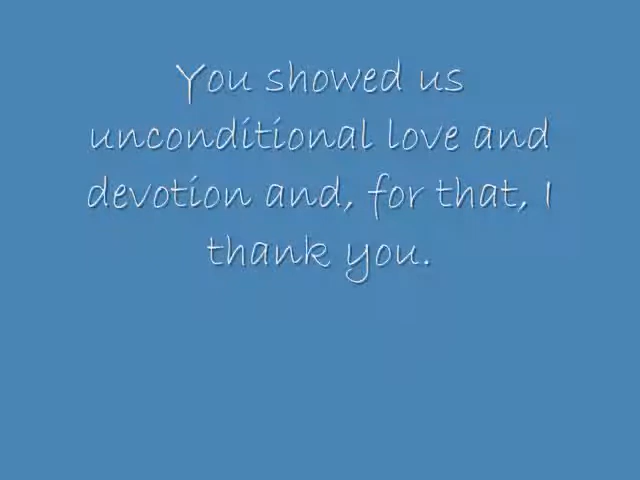 You showed us
unconditional love and
devotion and, for that, I
thank you.